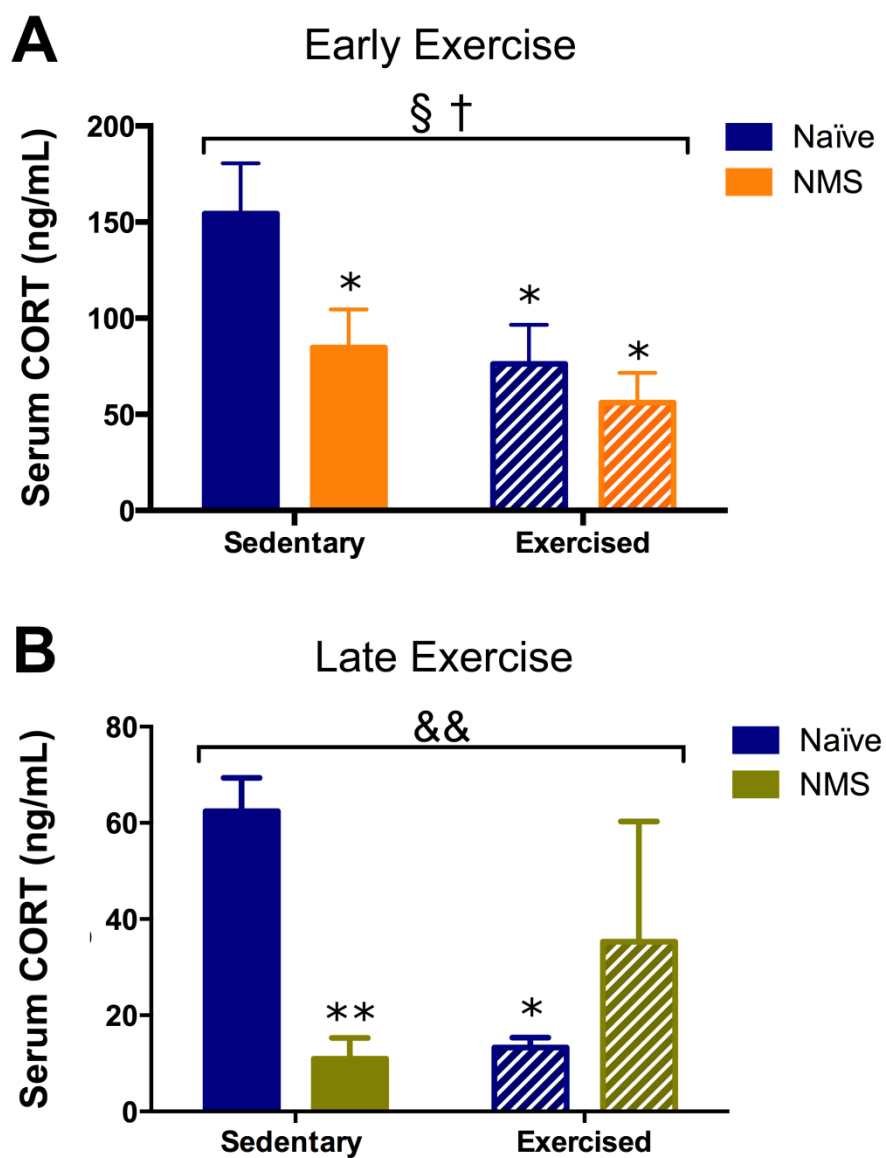 A
Early Exercise
§ †
Naïve
NMS
Serum CORT (ng/mL)
200
150
100
50
0
*
*
*
Sedentary
Exercised
B
Late Exercise
&&
Naïve
NMS
Serum CORT (ng/mL)
80
60
40
20
0
**
*
Sedentary
Exercised